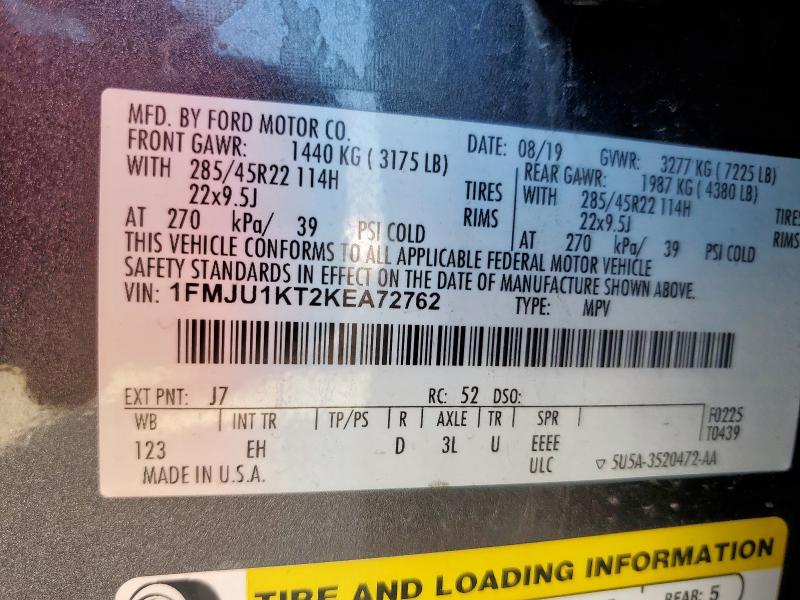 MFD. BY FORD MOTOR CO. DATE: 08/19 GVWR: 3277 KG ( 7225 LB)
FRONT GAWR: 1440 KG ( 3175 LB) REAR GAWR: 1987 KG ( 4380 LB)
WITH 285/45R22 114H TIRES WITH 285/45R22 114H TIRES
22x9.5J RIMS 22x9.5J RIMS
AT 270 kPa/ 39 PSI COLD AT 270 kPa/ 39 PSI COLD
THIS VEHICLE CONFORMS TO ALL APPLICABLE FEDERAL MOTOR VEHICLE
SAFETY STANDARDS IN EFFECT ON THE DATE OF MANUFACTURE SHOWN ABOVE.
VIN: 1FMJU1KT2KEA72762 TYPE: MPV
EXT PNT: J7 RC: 52 DSO:
WB INT TR TP/PS R AXLE TR SPR F0225
T0439
123 EH D 3L U EEEE
ULC ▽ 5U5A-3520472-AA
MADE IN U.S.A.
TIRE AND LOADING INFORMATION
REAR: 5